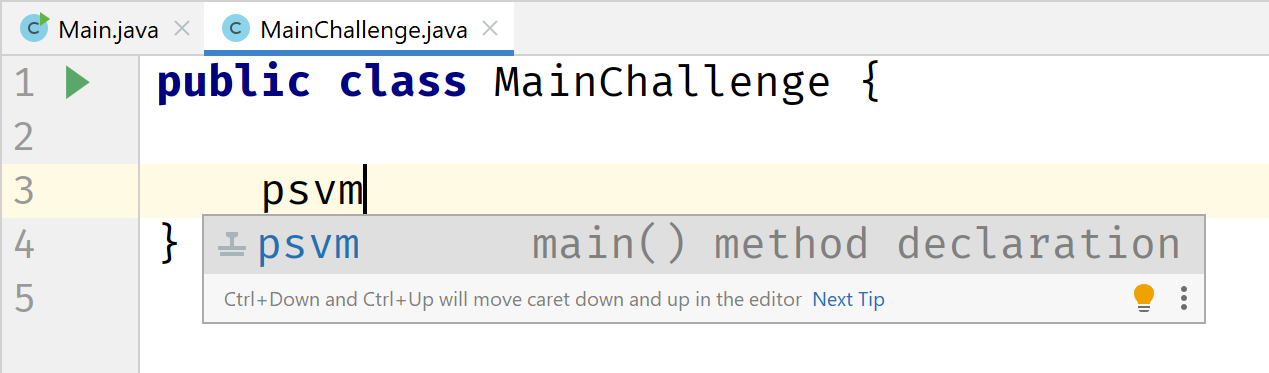 Main.java MainChallenge.java
1 public class MainChallenge {
2
3 psvm
4 } psvm main() method declaration
5 Ctrl+Down and Ctrl+Up will move caret down and up in the editor Next Tip